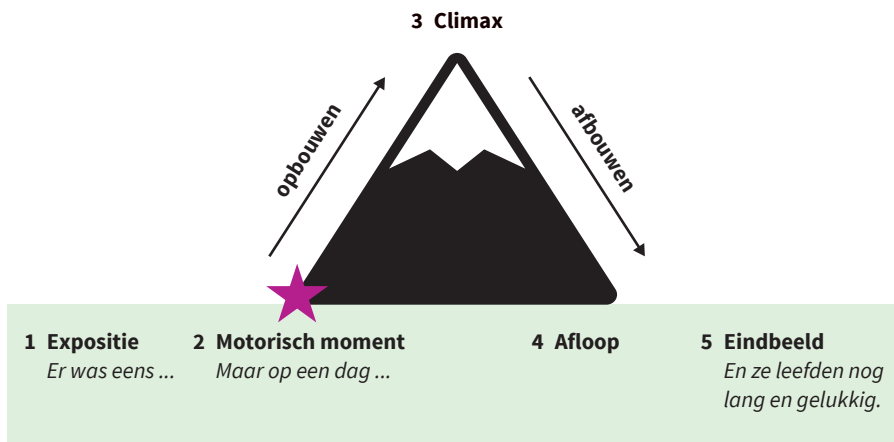 3 Climax
opbouwen
afbouwen
1 Expositie
Er was eens ...
2 Motorisch moment
Maar op een dag ...
4 Afloop
5 Eindbeeld
En ze leefden nog
lang en gelukkig.